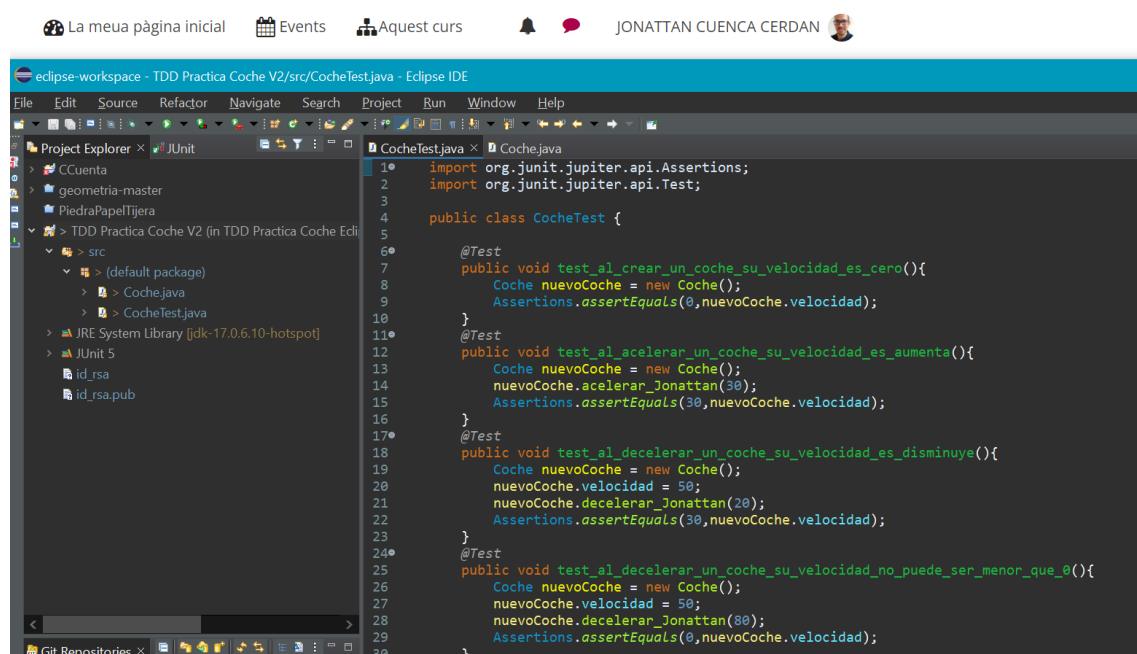 La meua pàgina inicial Events Aquest curs JONATTAN CUENCA CERDAN
eclipse-workspace - TDD Practica Coche V2/src/CocheTest.java - Eclipse IDE
File Edit Source Refactor Navigate Search Project Run Window Help
Project Explorer × JUnit
CCuenta
geometria-master
PiedraPapelTijera
> TDD Practica Coche V2 (in TDD Practica Coche Ecli
> src
> (default package)
> Coche.java
> CocheTest.java
JRE System Library [jdk-17.0.6.10-hotspot]
JUnit 5
id_rsa
id_rsa.pub
Git Repositories ×
CocheTest.java × Coche.java
1 import org.junit.jupiter.api.Assertions;
2 import org.junit.jupiter.api.Test;
3
4 public class CocheTest {
5
6 @Test
7 public void test_al_crear_un_coche_su_velocidad_es_cero(){
8 Coche nuevoCoche = new Coche();
9 Assertions.assertEquals(0,nuevoCoche.velocidad);
10 }
11 @Test
12 public void test_al_acelerar_un_coche_su_velocidad_es_aumenta(){
13 Coche nuevoCoche = new Coche();
14 nuevoCoche.acelerar_Jonattan(30);
15 Assertions.assertEquals(30,nuevoCoche.velocidad);
16 }
17 @Test
18 public void test_al_decelerar_un_coche_su_velocidad_es_disminuye(){
19 Coche nuevoCoche = new Coche();
20 nuevoCoche.velocidad = 50;
21 nuevoCoche.decelerar_Jonattan(20);
22 Assertions.assertEquals(30,nuevoCoche.velocidad);
23 }
24 @Test
25 public void test_al_decelerar_un_coche_su_velocidad_no_puede_ser_menor_que_0(){
26 Coche nuevoCoche = new Coche();
27 nuevoCoche.velocidad = 50;
28 nuevoCoche.decelerar_Jonattan(80);
29 Assertions.assertEquals(0,nuevoCoche.velocidad);
30 }